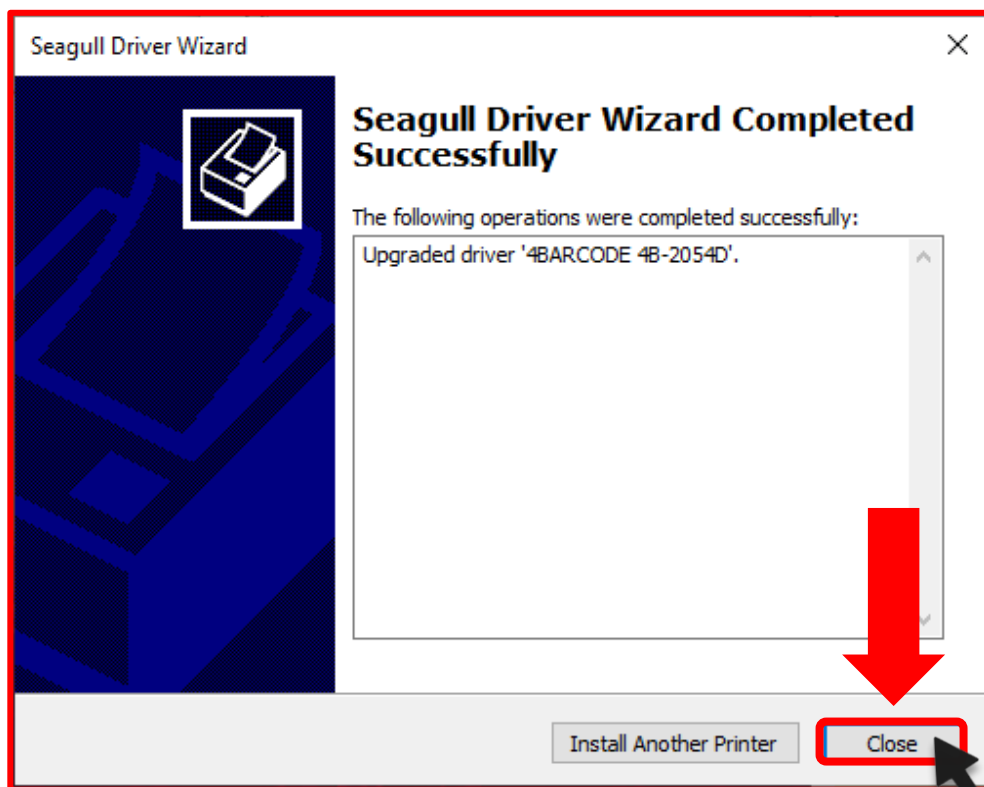 Seagull Driver Wizard
Seagull Driver Wizard Completed
Successfully
The following operations were completed successfully:
Upgraded driver '4BARCODE 4B-2054D'.
Install Another Printer
Close